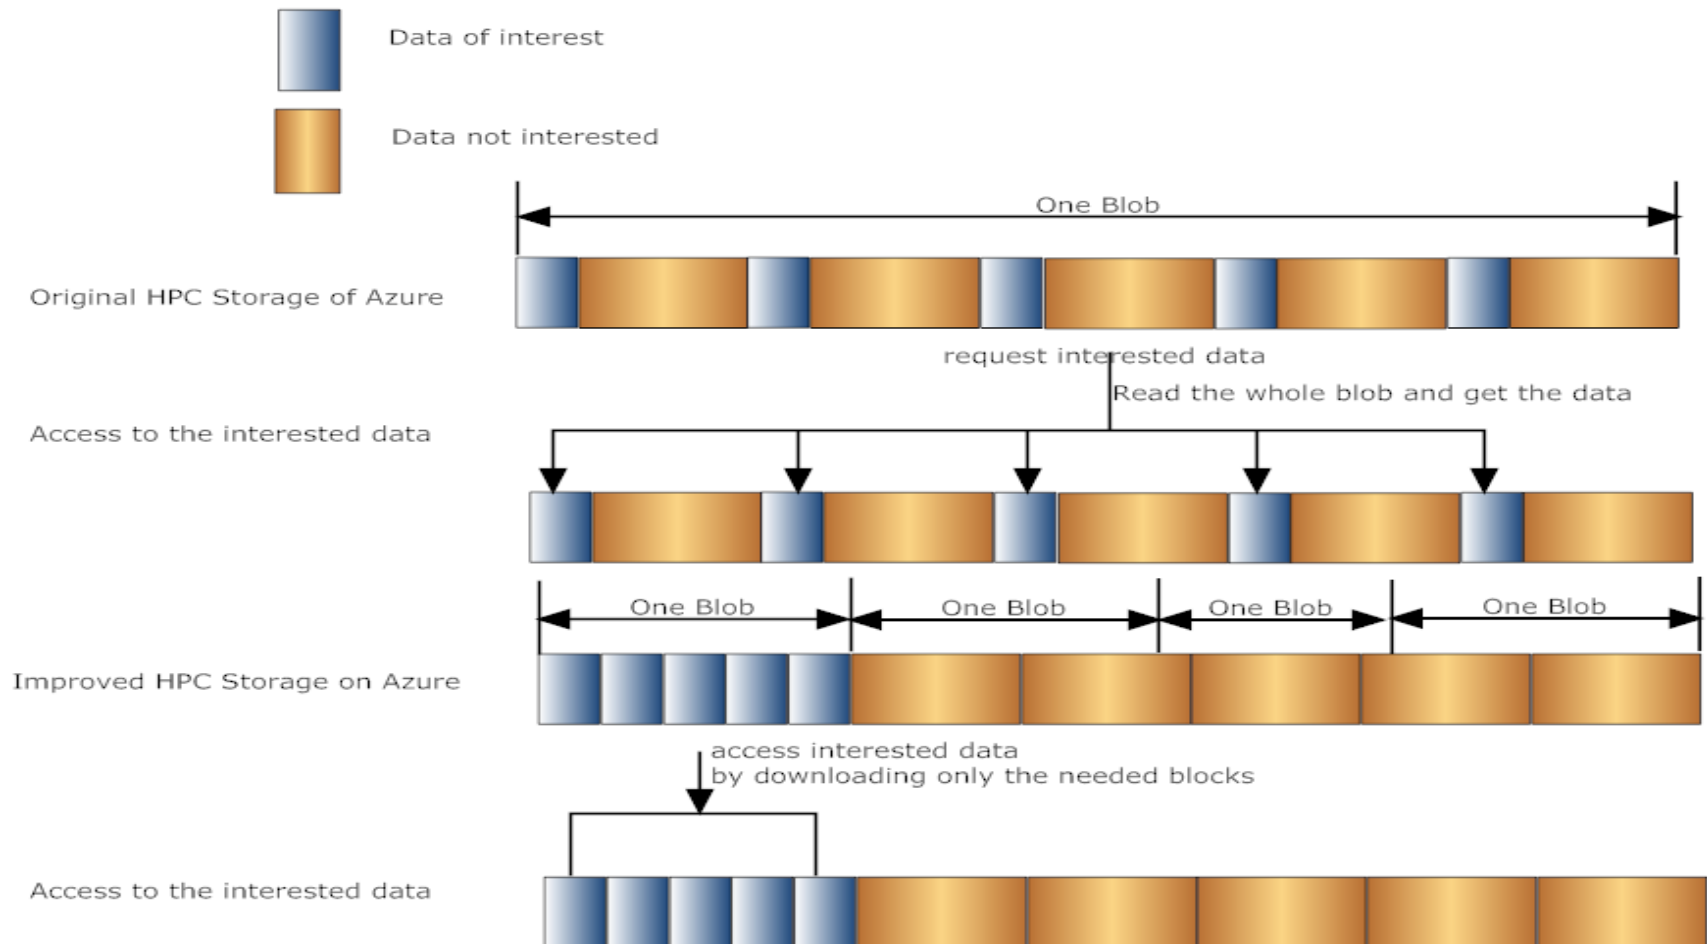 Data of interest
Data not interested
One Blob
Original HPC Storage of Azure
request interested data
Read the whole blob and get the data
Access to the interested data
One Blob One Blob One Blob One Blob
Improved HPC Storage on Azure
access interested data
by downloading only the needed blocks
Access to the interested data